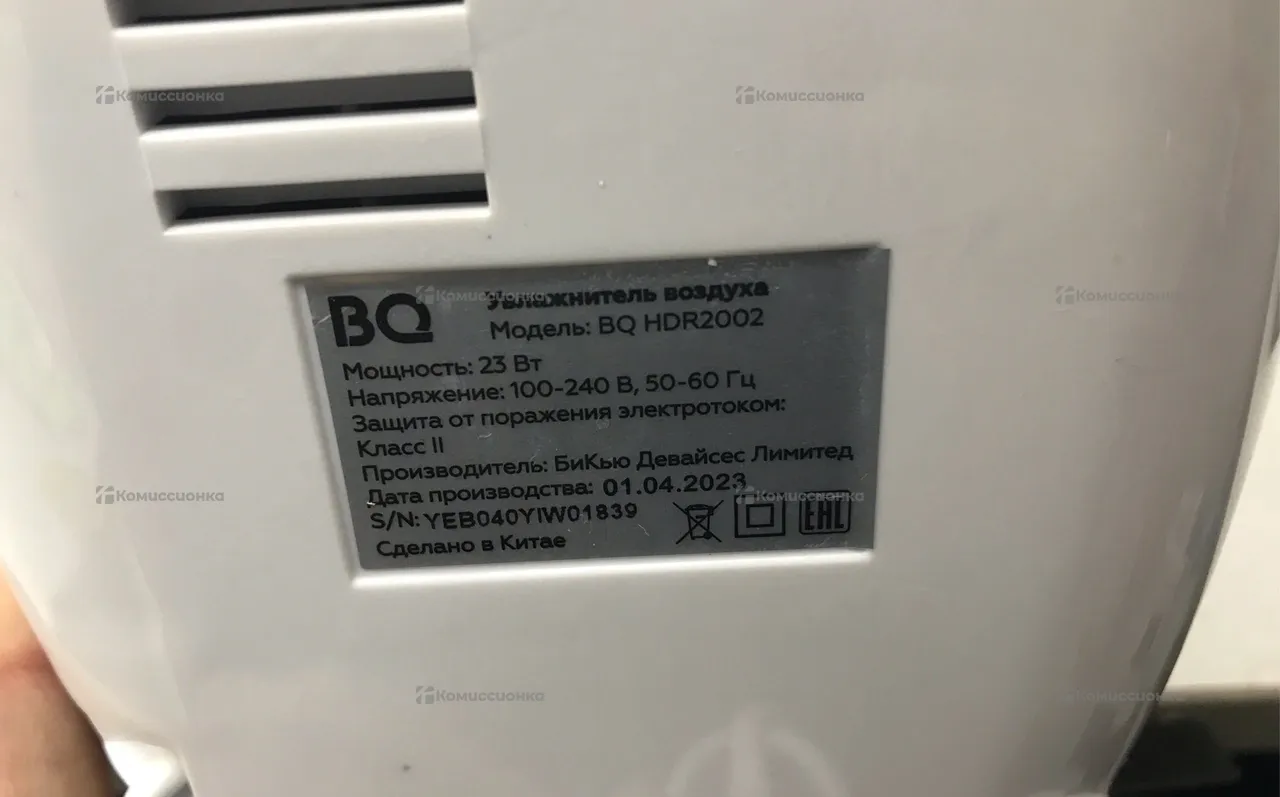 Комиссионка
Комиссионка
BQ
Увлажнитель воздуха
Модель: BQ HDR2002
Мощность: 23 Вт
Напряжение: 100-240 В, 50-60 Гц
Защита от поражения электротоком:
Класс II
Производитель: БиКью Девайсес Лимитед
Дата производства: 01.04.2023
S/N: YEB040YIW01839
Сделано в Китае
EAC
Комиссионка
Комиссионка
Комиссионка
Комиссионка
Комиссионка
Комиссионка